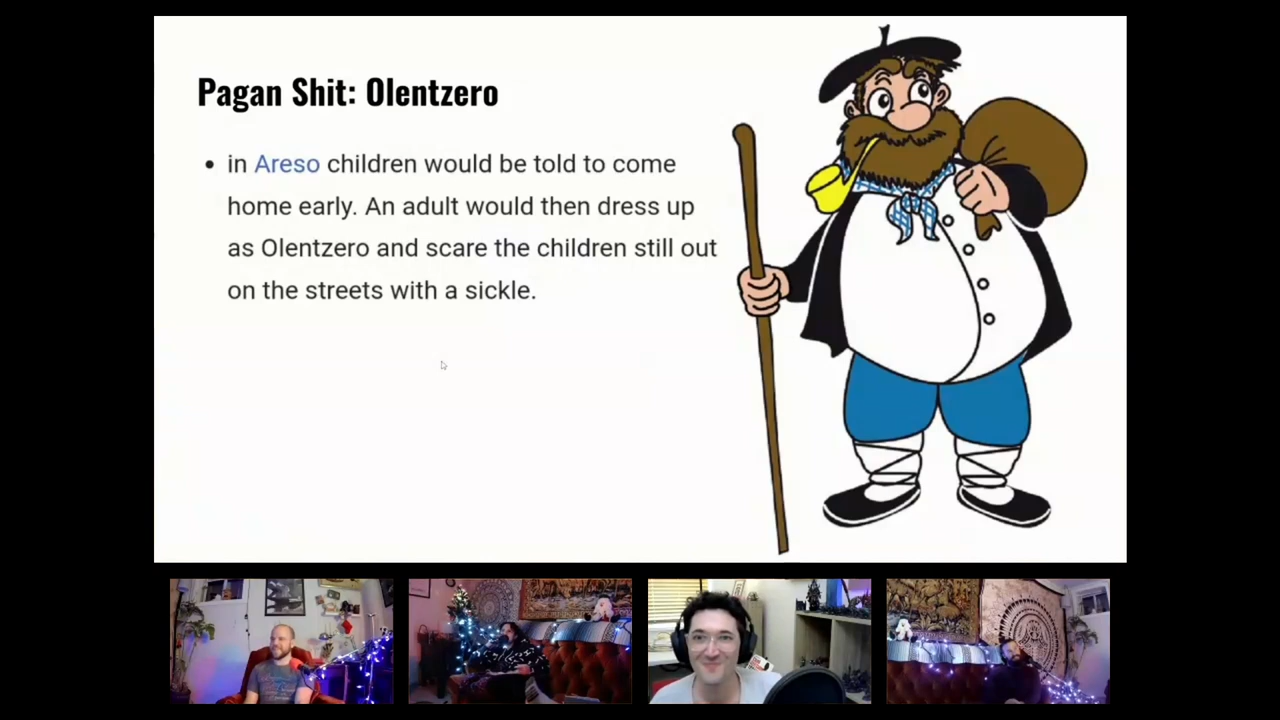 Pagan Shit: Olentzero
• in Areso children would be told to come
home early. An adult would then dress up
as Olentzero and scare the children still out
on the streets with a sickle.